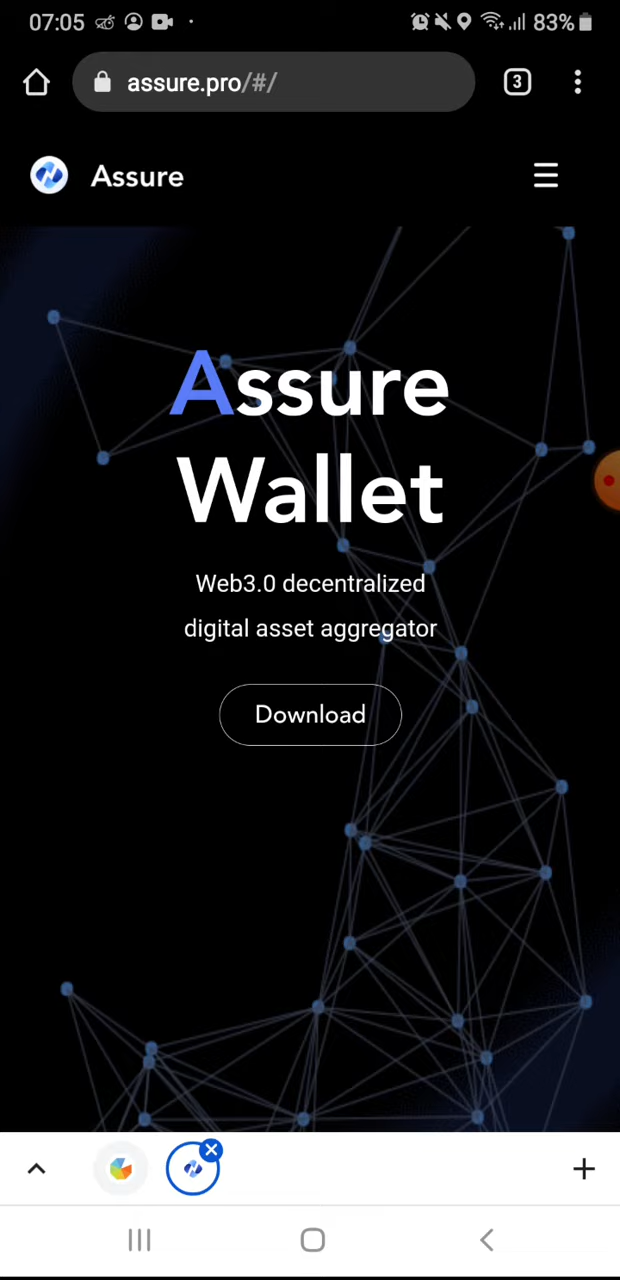 07:05
83%
assure.pro/#/
3
Assure
Assure
Wallet
Web3.0 decentralized
digital asset aggregator
Download